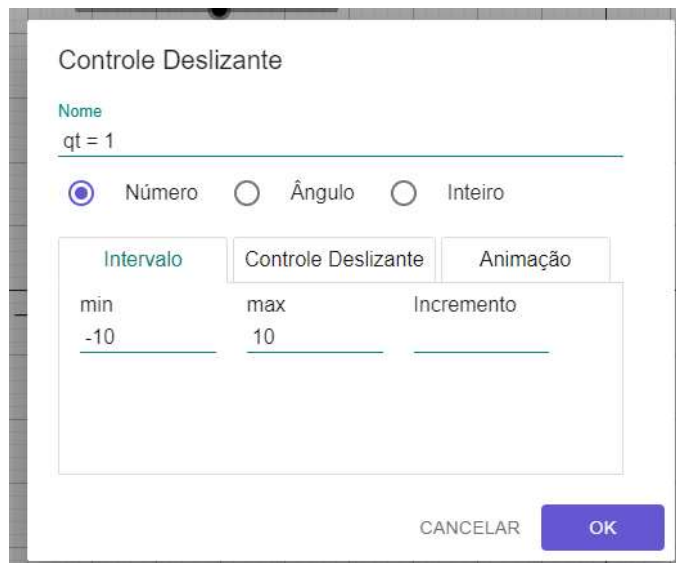 Controle Deslizante
Nome
qt = 1
Número Ângulo Inteiro
Intervalo Controle Deslizante Animação
min max Incremento
-10 10
CANCELAR OK